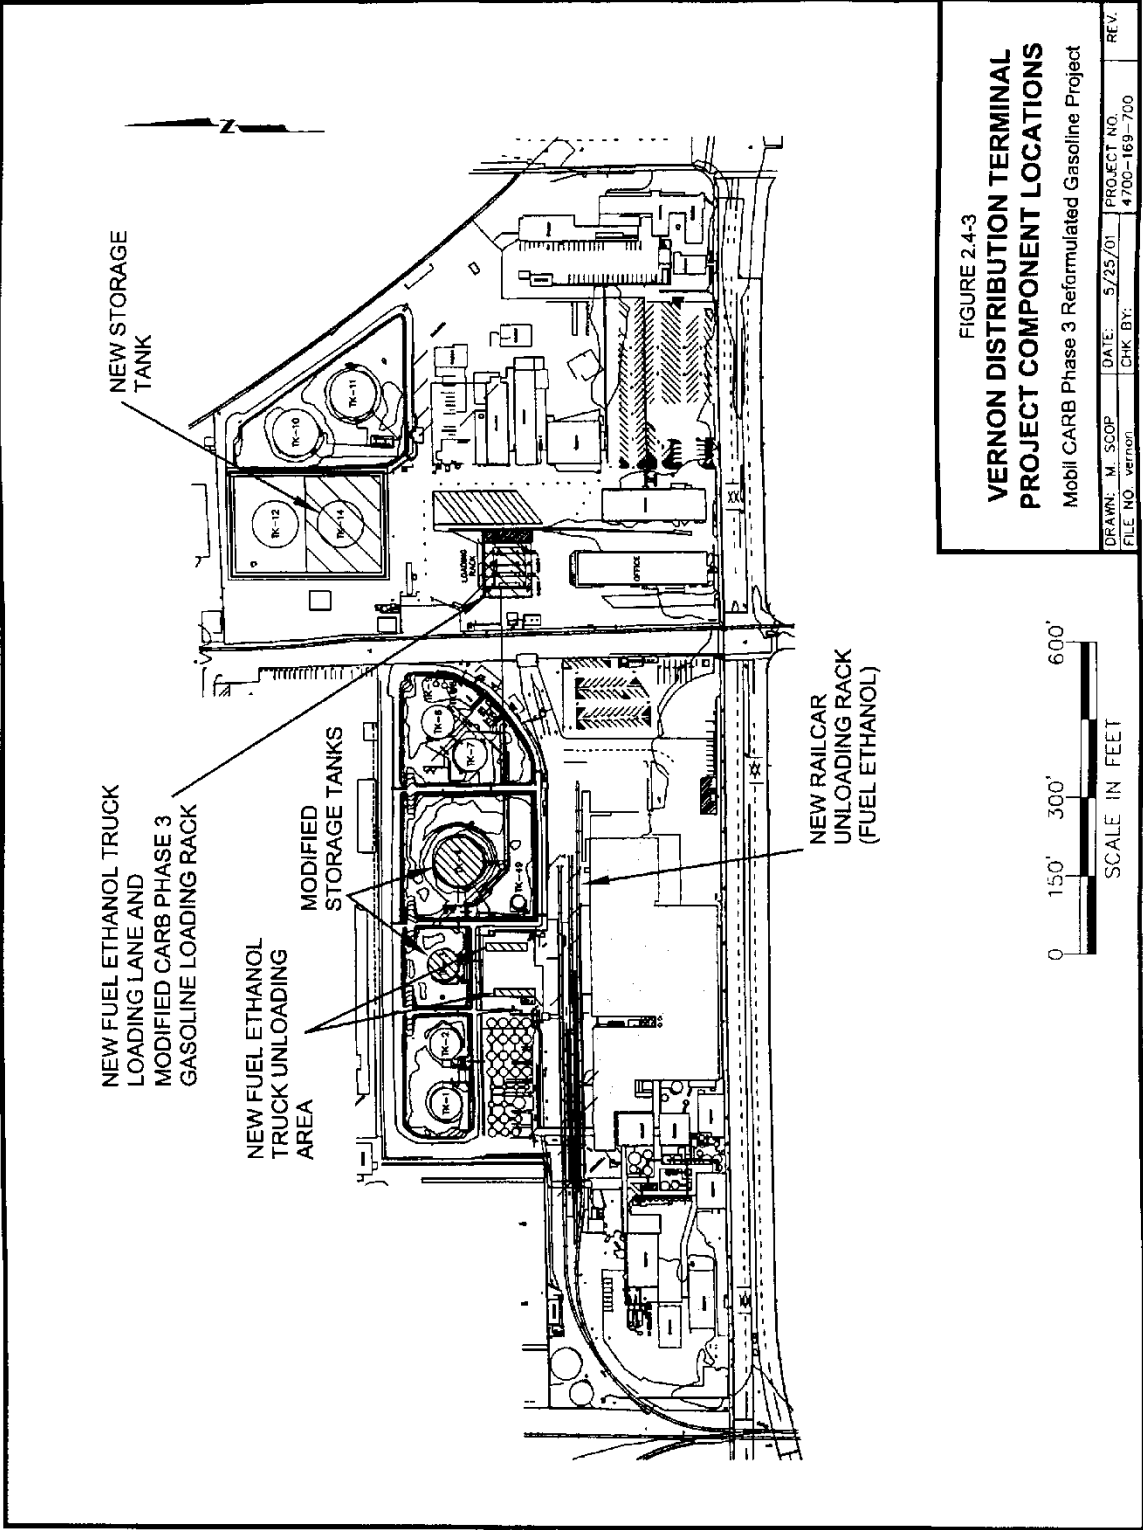 NEW STORAGE
TANK
NEW FUEL ETHANOL TRUCK
LOADING LANE AND
MODIFIED CARB PHASE 3
GASOLINE LOADING RACK
MODIFIED
STORAGE TANKS
NEW FUEL ETHANOL
TRUCK UNLOADING
AREA
N
TK-1
TK-2
TK-7
TK-10
TK-11
TK-12
TK-14
LOADING
RACK
OFFICE
NEW RAILCAR
UNLOADING RACK
(FUEL ETHANOL)
0 150' 300' 600'
SCALE IN FEET
FIGURE 2.4-3
VERNON DISTRIBUTION TERMINAL
PROJECT COMPONENT LOCATIONS
Mobil CARB Phase 3 Reformulated Gasoline Project
DRAWN: M. SCOP DATE: 5/25/01 PROJECT NO. REV.
FILE NO. vernon CHK BY: 4700-169-700